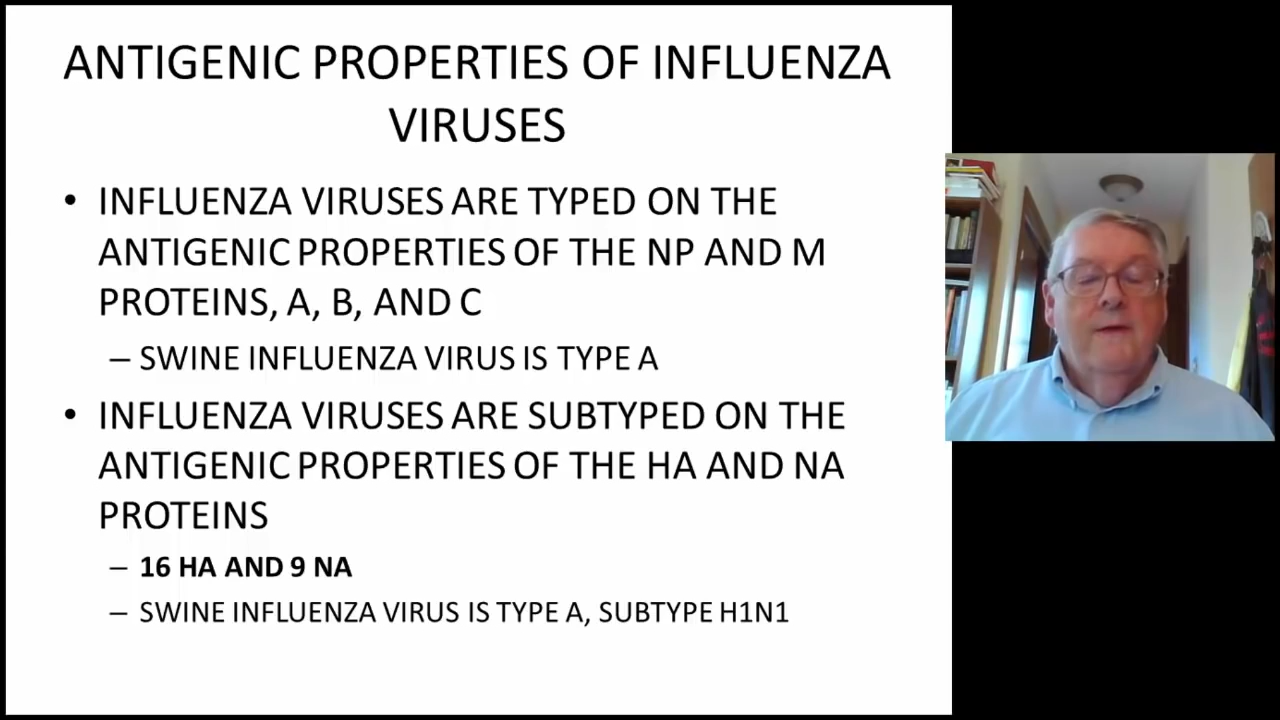 ANTIGENIC PROPERTIES OF INFLUENZA
VIRUSES
• INFLUENZA VIRUSES ARE TYPED ON THE
ANTIGENIC PROPERTIES OF THE NP AND M
PROTEINS, A, B, AND C
– SWINE INFLUENZA VIRUS IS TYPE A
• INFLUENZA VIRUSES ARE SUBTYPED ON THE
ANTIGENIC PROPERTIES OF THE HA AND NA
PROTEINS
– 16 HA AND 9 NA
– SWINE INFLUENZA VIRUS IS TYPE A, SUBTYPE H1N1